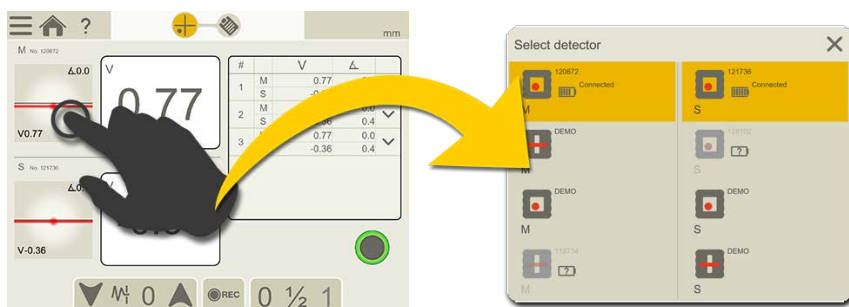 ?
mm
M No. 120872
∡0.0
V
0.77
V0.77
# V ∡
1 M 0.77
S
2 M 0.0
S 0.4
3 0.77 0.0
-0.36 0.4
S No. 121736
V
V-0.36
0
REC
0 ½ 1
Select detector
120872
Connected
M
121736
Connected
S
DEMO
M
?
S
DEMO
M
DEMO
S
?
M
DEMO
S